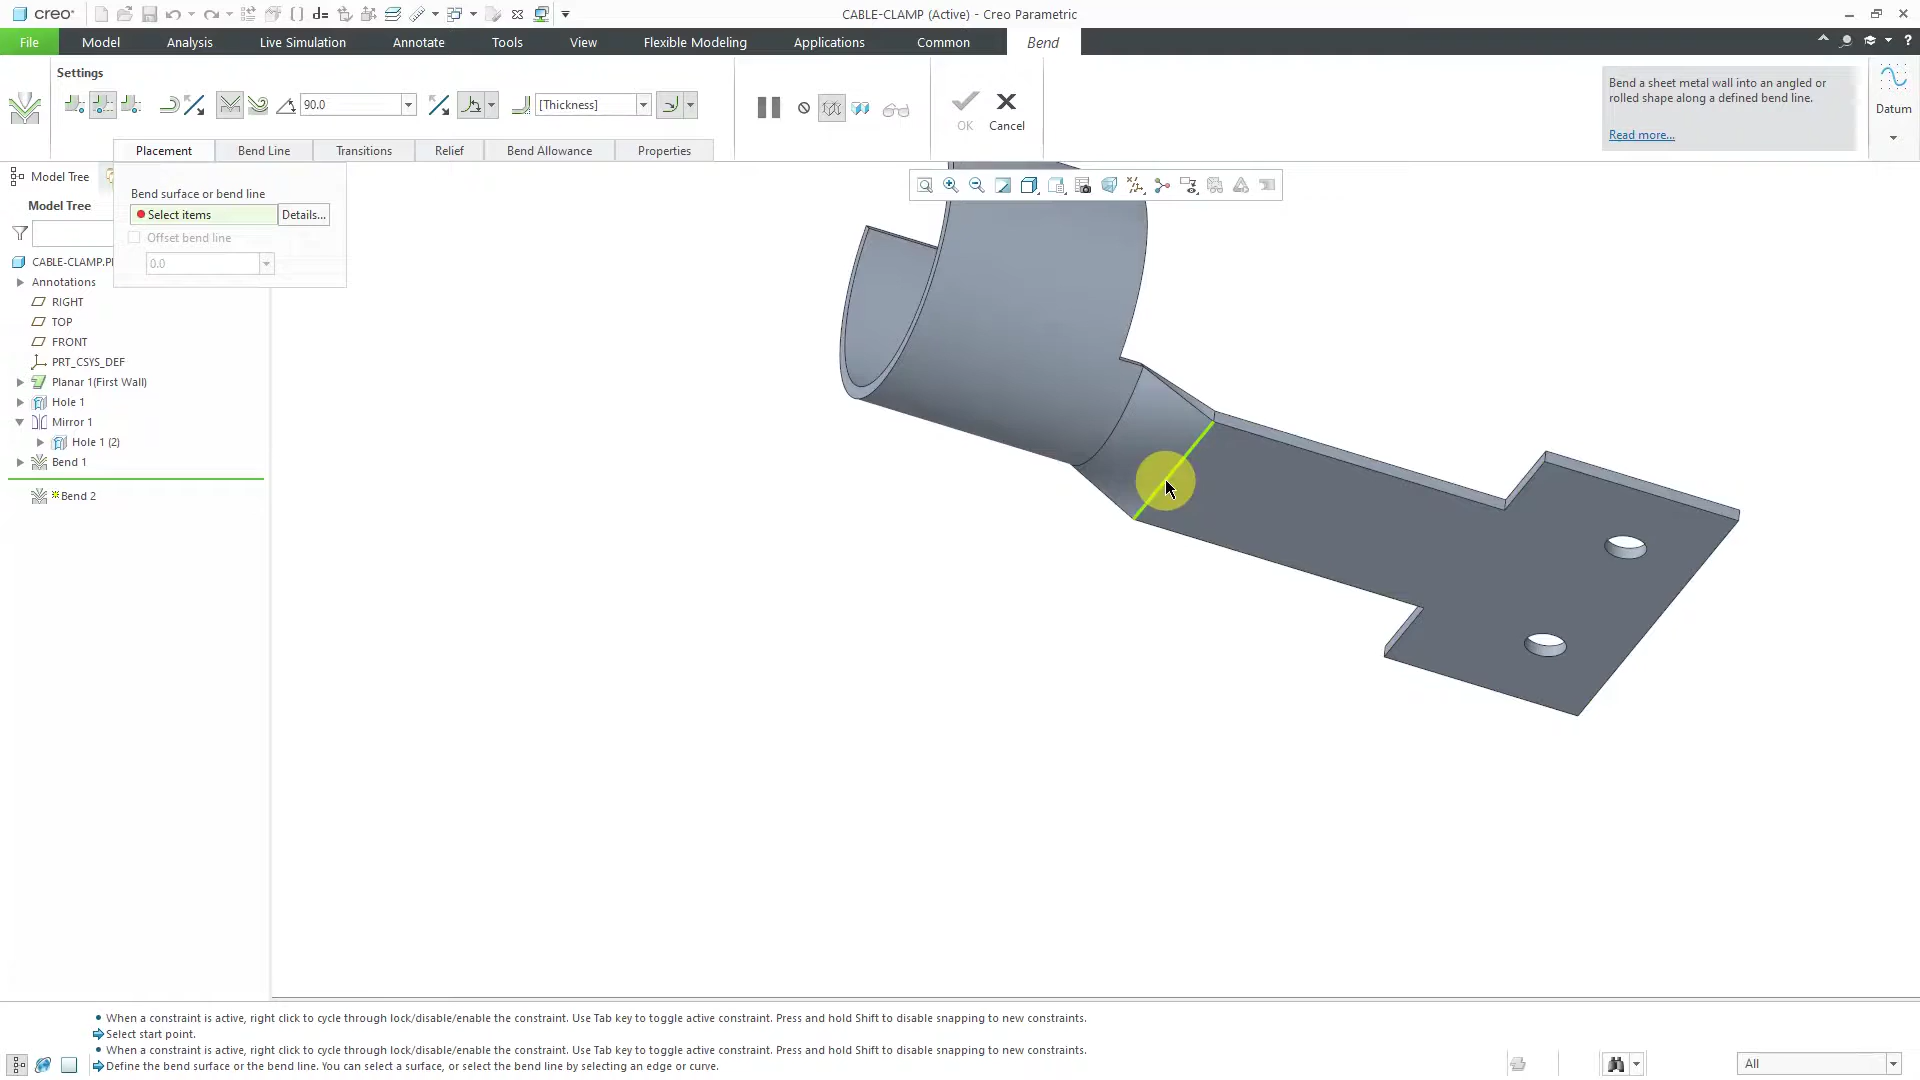 creo
CABLE-CLAMP (Active) - Creo Parametric
File
Model
Analysis
Live Simulation
Annotate
Tools
View
Flexible Modeling
Applications
Common
Bend
?
Settings
90.0
[Thickness]
OK
Cancel
Bend a sheet metal wall into an angled or
rolled shape along a defined bend line.
Read more...
Datum
Placement
Bend Line
Transitions
Relief
Bend Allowance
Properties
Model Tree
Bend surface or bend line
Select items
Details...
Offset bend line
0.0
Model Tree
CABLE-CLAMP.P
Annotations
RIGHT
TOP
FRONT
PRT_CSYS_DEF
Planar 1(First Wall)
Hole 1
Mirror 1
Hole 1 (2)
Bend 1
Bend 2
When a constraint is active, right click to cycle through lock/disable/enable the constraint. Use Tab key to toggle active constraint. Press and hold Shift to disable snapping to new constraints.
Select start point.
When a constraint is active, right click to cycle through lock/disable/enable the constraint. Use Tab key to toggle active constraint. Press and hold Shift to disable snapping to new constraints.
Define the bend surface or the bend line. You can select a surface, or select the bend line by selecting an edge or curve.
All